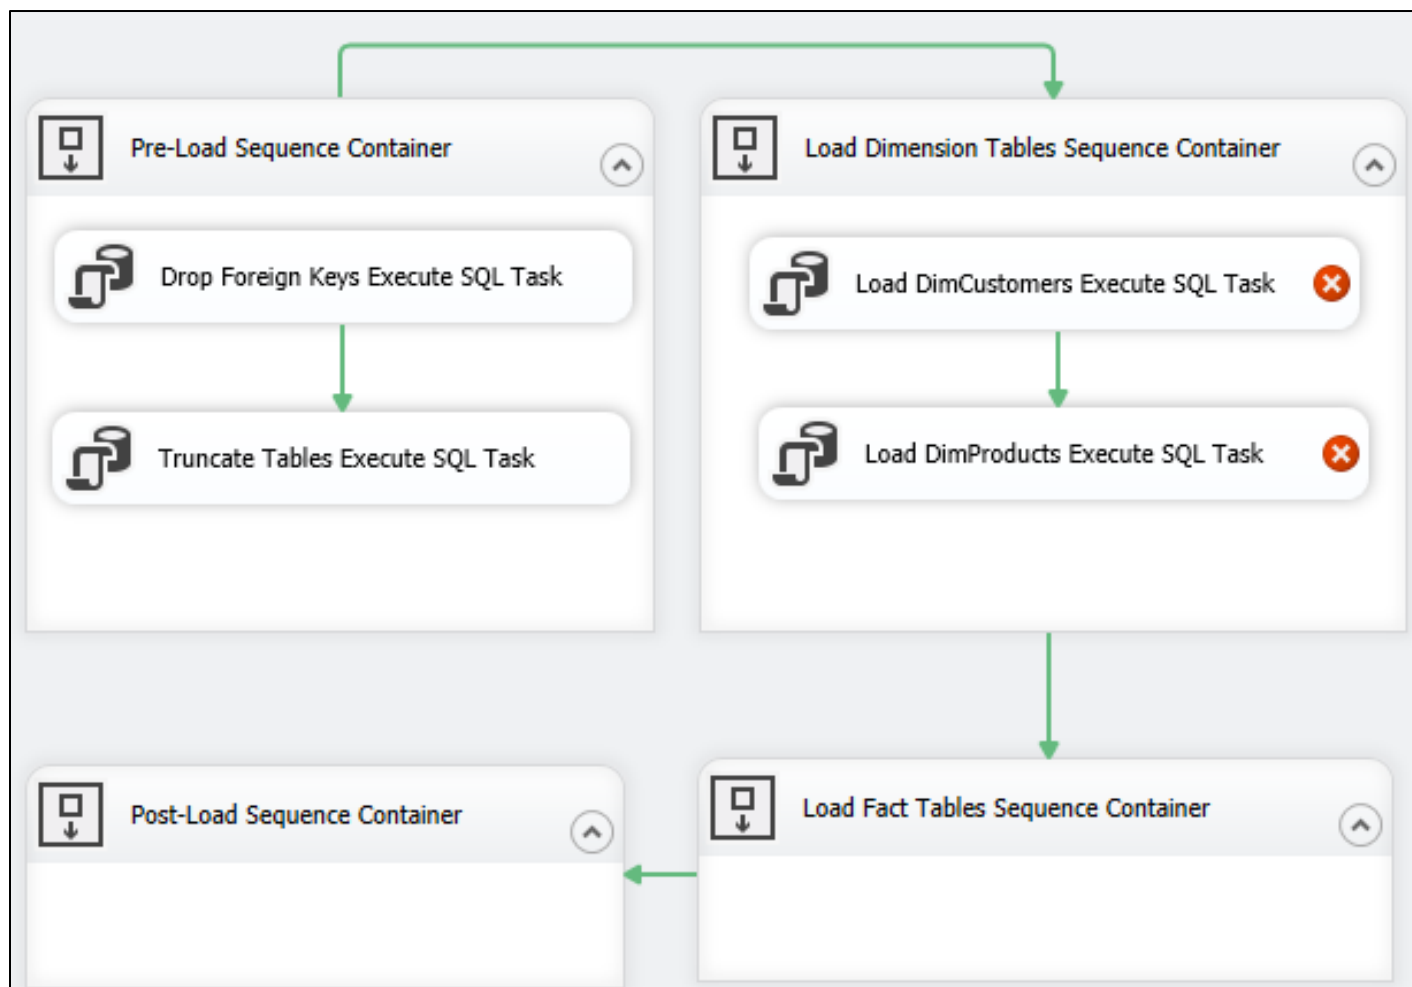 Pre-Load Sequence Container
Drop Foreign Keys Execute SQL Task
Truncate Tables Execute SQL Task
Load Dimension Tables Sequence Container
Load DimCustomers Execute SQL Task
Load DimProducts Execute SQL Task
Post-Load Sequence Container
Load Fact Tables Sequence Container